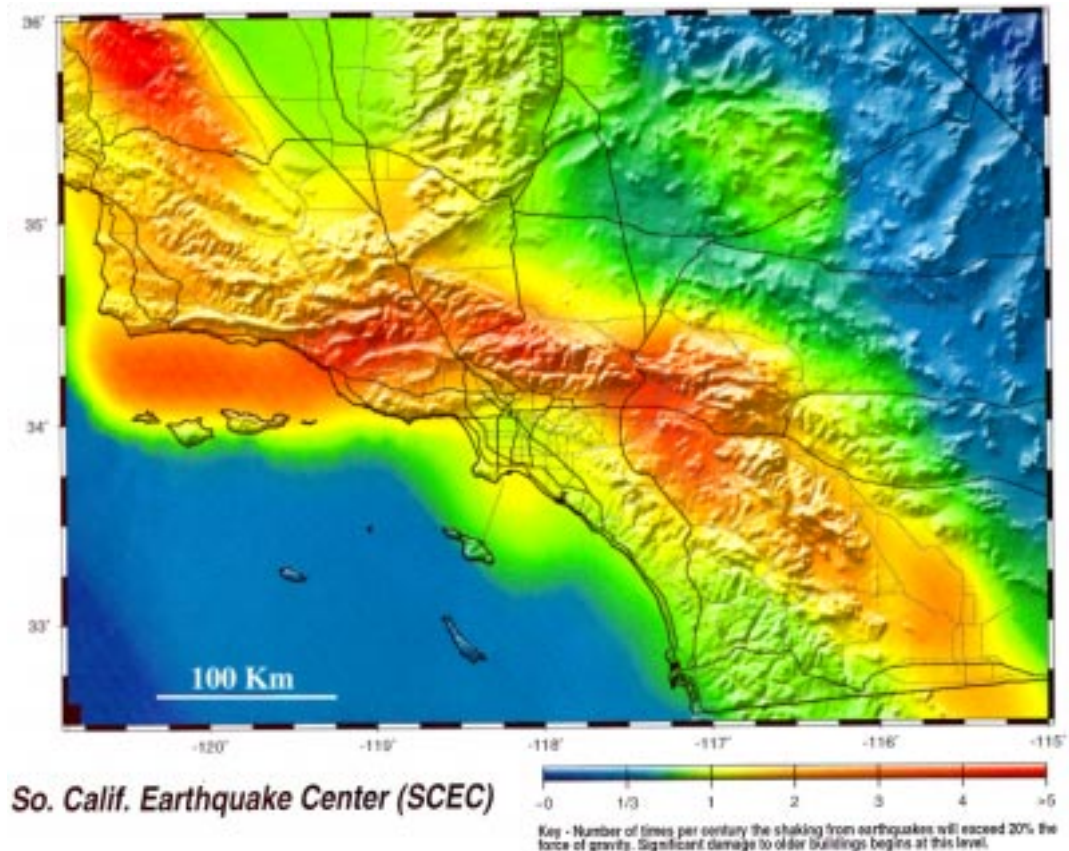 36˚
35˚
34˚
33˚
100 Km
-120˚ -119˚ -118˚ -117˚ -116˚ -115˚
So. Calif. Earthquake Center (SCEC)
~0 1/3 1 2 3 4 >5
Key - Number of times per century the shaking from earthquakes will exceed 20% the
force of gravity. Significant damage to older buildings begins at this level.